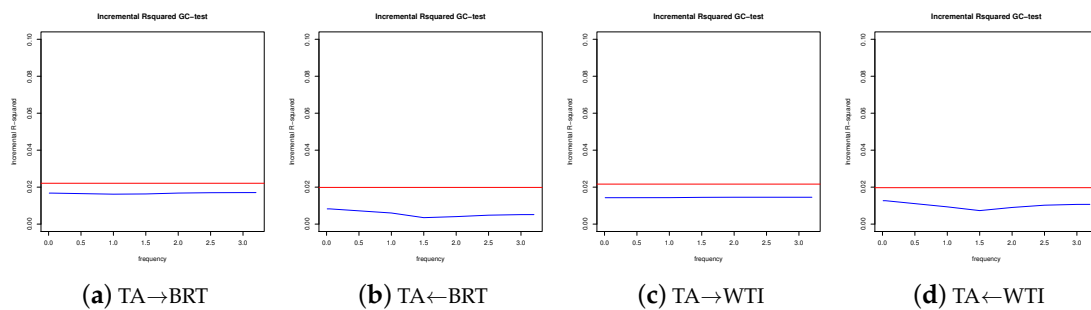 Incremental Rsquared GC-test
Incremental R-squared
0.10
0.08
0.06
0.04
0.02
0.00
0.0 0.5 1.0 1.5 2.0 2.5 3.0
frequency
(a) TA→BRT
Incremental Rsquared GC-test
Incremental R-squared
0.10
0.08
0.06
0.04
0.02
0.00
0.0 0.5 1.0 1.5 2.0 2.5 3.0
frequency
(b) TA←BRT
Incremental Rsquared GC-test
Incremental R-squared
0.10
0.08
0.06
0.04
0.02
0.00
0.0 0.5 1.0 1.5 2.0 2.5 3.0
frequency
(c) TA→WTI
Incremental Rsquared GC-test
Incremental R-squared
0.10
0.08
0.06
0.04
0.02
0.00
0.0 0.5 1.0 1.5 2.0 2.5 3.0
frequency
(d) TA←WTI